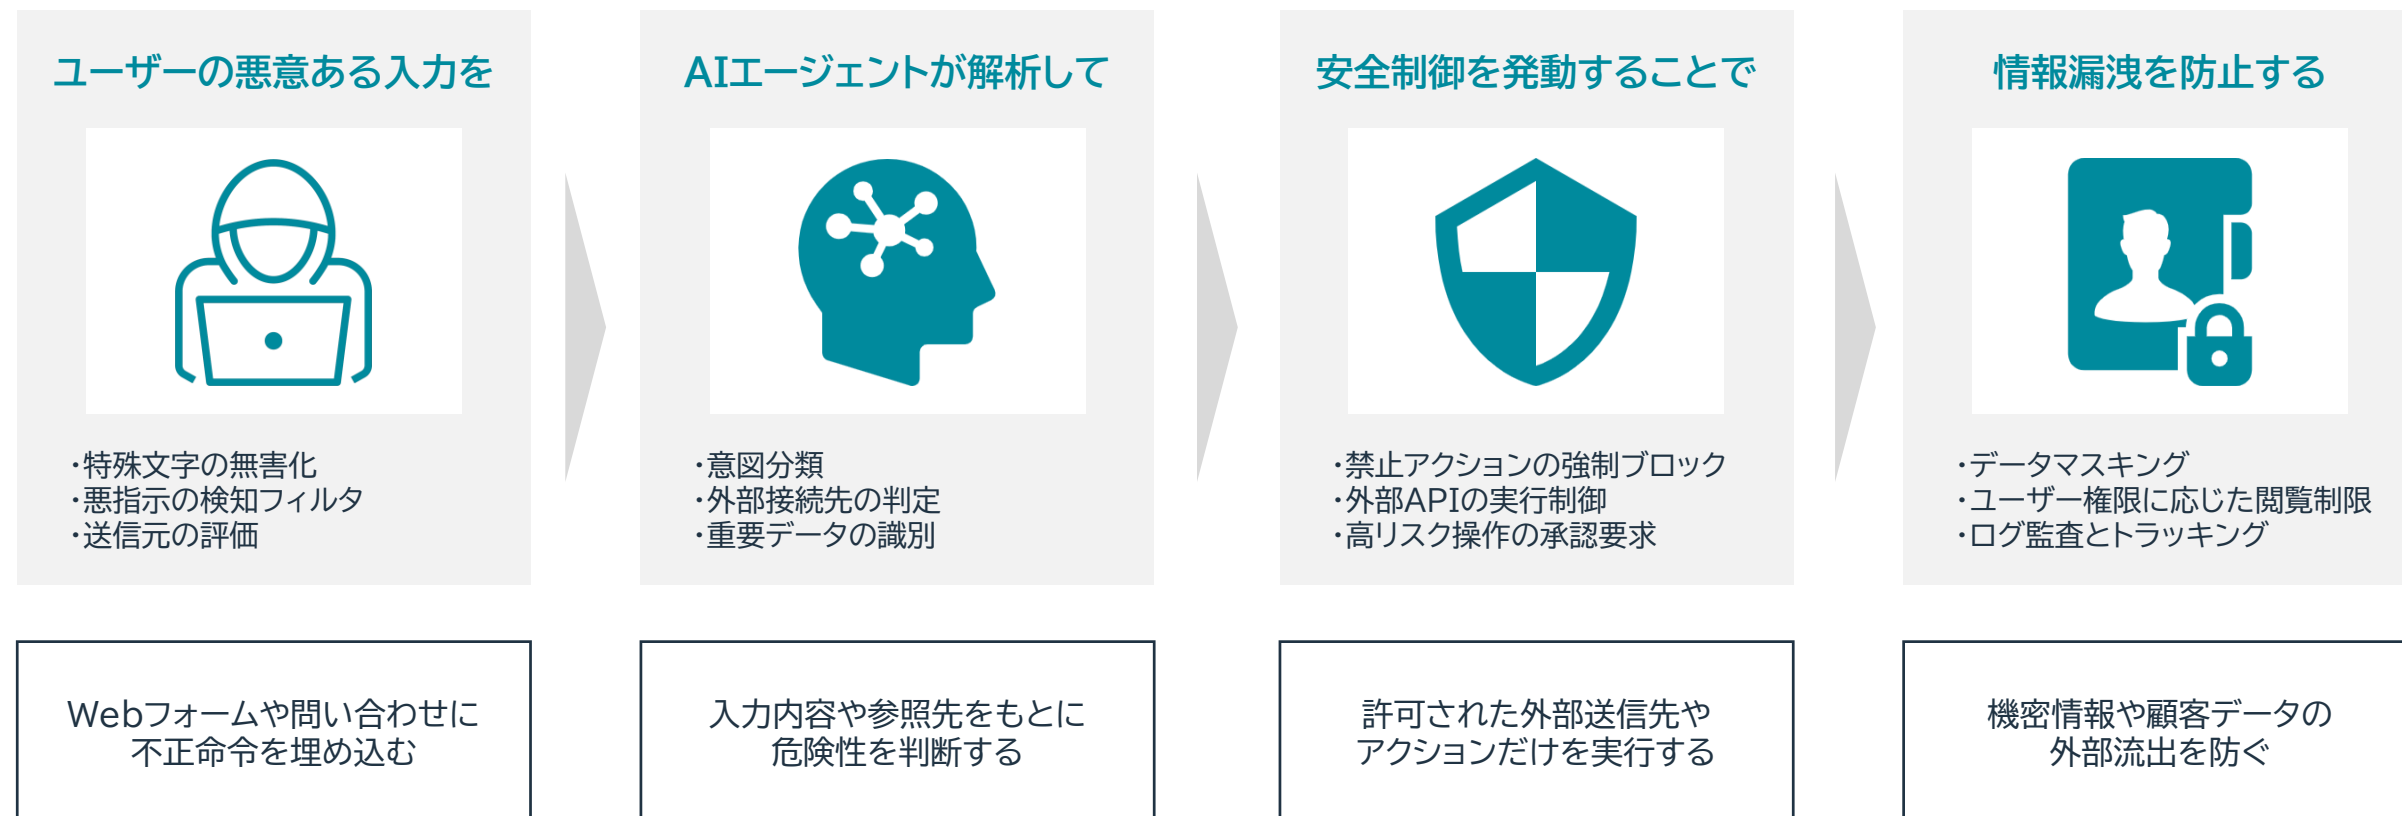 ユーザーの悪意ある入力を
・特殊文字の無害化
・悪指示の検知フィルタ
・送信元の評価
Webフォームや問い合わせに
不正命令を埋め込む
AIエージェントが解析して
・意図分類
・外部接続先の判定
・重要データの識別
入力内容や参照先をもとに
危険性を判断する
安全制御を発動することで
・禁止アクションの強制ブロック
・外部APIの実行制御
・高リスク操作の承認要求
許可された外部送信先や
アクションだけを実行する
情報漏洩を防止する
・データマスキング
・ユーザー権限に応じた閲覧制限
・ログ監査とトラッキング
機密情報や顧客データの
外部流出を防ぐ